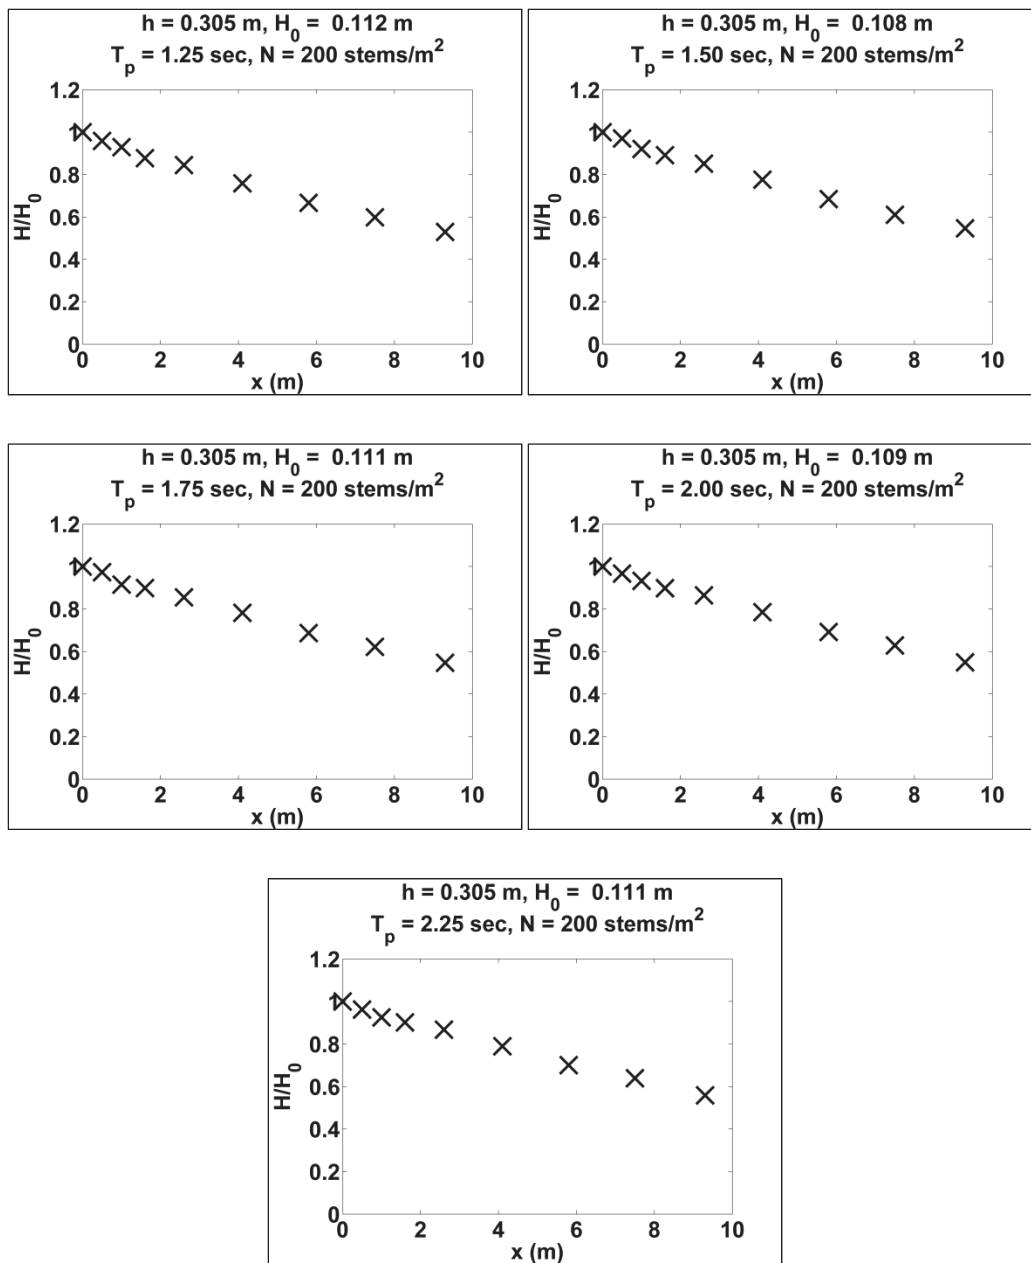 h = 0.305 m, H0 = 0.112 m
Tp = 1.25 sec, N = 200 stems/m2
1.2
1
0.8
0.6
0.4
0.2
0
H/H0
0 2 4 6 8 10
x (m)
h = 0.305 m, H0 = 0.108 m
Tp = 1.50 sec, N = 200 stems/m2
1.2
1
0.8
0.6
0.4
0.2
0
H/H0
0 2 4 6 8 10
x (m)
h = 0.305 m, H0 = 0.111 m
Tp = 1.75 sec, N = 200 stems/m2
1.2
1
0.8
0.6
0.4
0.2
0
H/H0
0 2 4 6 8 10
x (m)
h = 0.305 m, H0 = 0.109 m
Tp = 2.00 sec, N = 200 stems/m2
1.2
1
0.8
0.6
0.4
0.2
0
H/H0
0 2 4 6 8 10
x (m)
h = 0.305 m, H0 = 0.111 m
Tp = 2.25 sec, N = 200 stems/m2
1.2
1
0.8
0.6
0.4
0.2
0
H/H0
0 2 4 6 8 10
x (m)